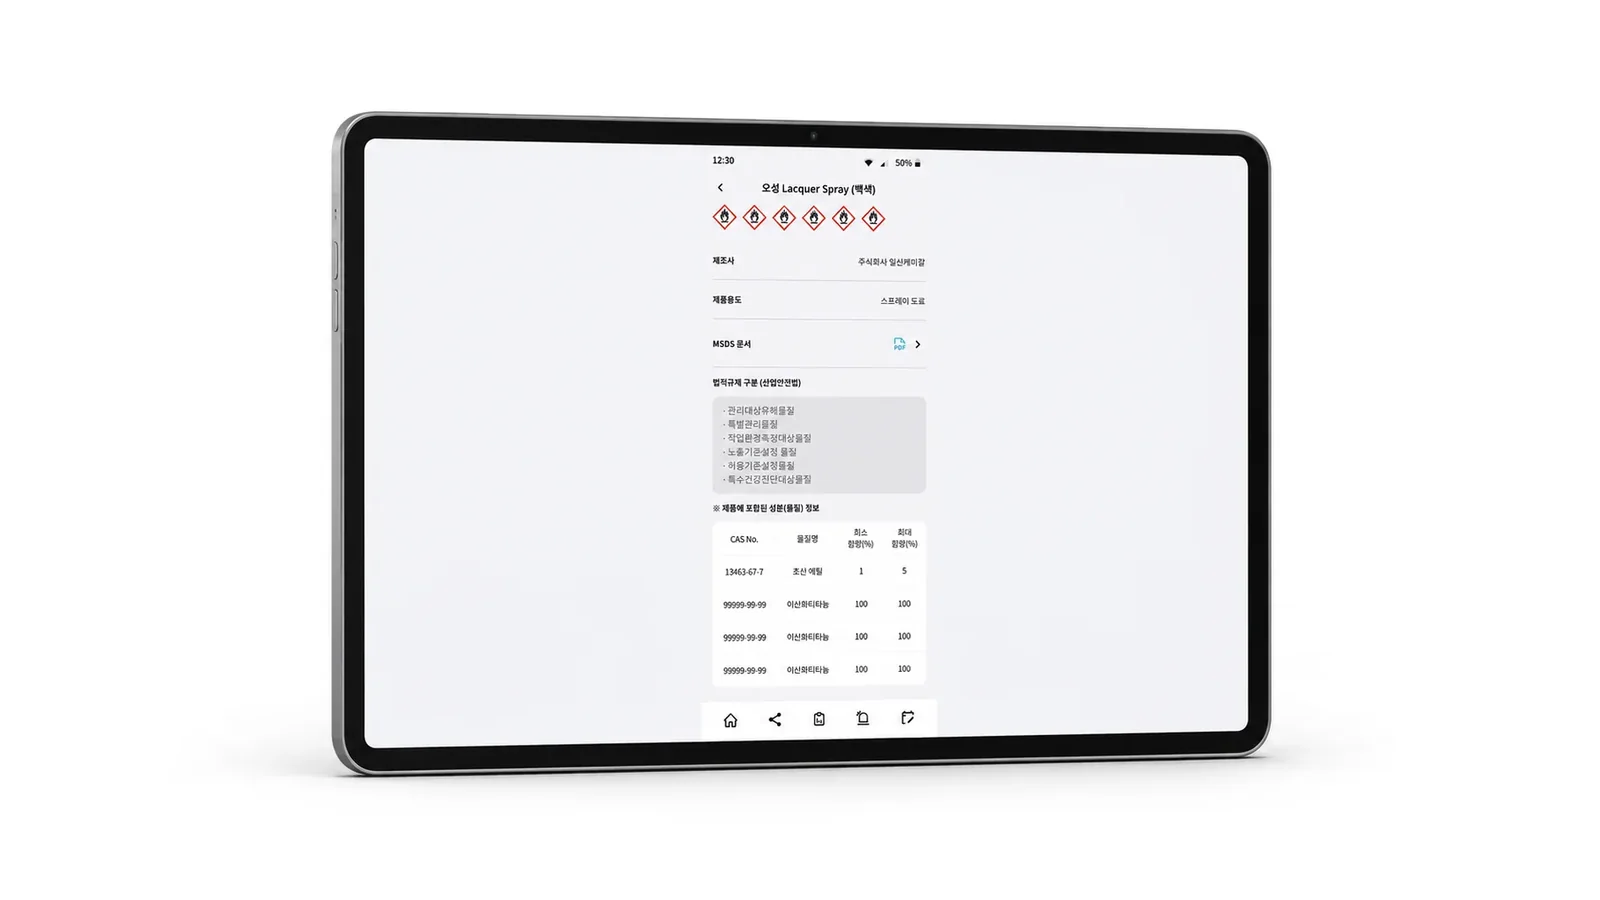 12:30
50%
오성 Lacquer Spray (백색)
제조사
주식회사 일신케미칼
제품용도
스프레이 도료
MSDS 문서
PDF
법적규제 구분 (산업안전법)
· 관리대상유해물질
· 특별관리물질
· 작업환경측정대상물질
· 노출기준설정 물질
· 허용기준설정물질
· 특수건강진단대상물질
※ 제품에 포함된 성분(물질) 정보
CAS No. 물질명 최소 함량(%) 최대 함량(%)
13463-67-7 초산 에틸 1 5
99999-99-99 이산화티타늄 100 100
99999-99-99 이산화티타늄 100 100
99999-99-99 이산화티타늄 100 100